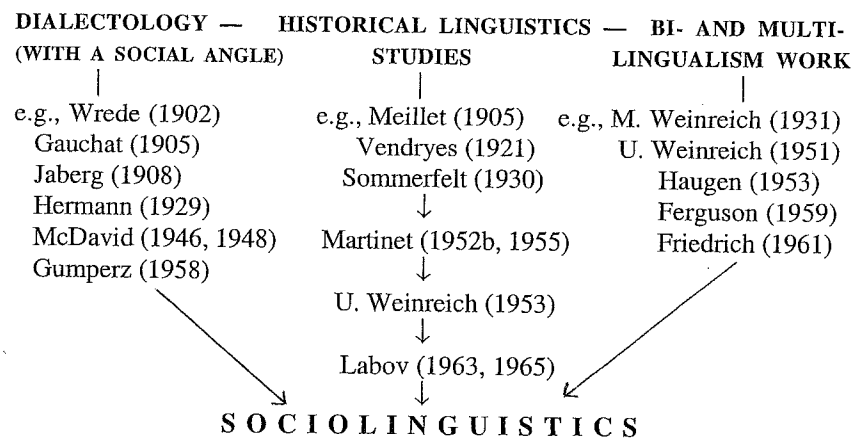 DIALECTOLOGY — HISTORICAL LINGUISTICS — BI- AND MULTI-
(WITH A SOCIAL ANGLE) STUDIES LINGUALISM WORK
e.g., Wrede (1902) e.g., Meillet (1905) e.g., M. Weinreich (1931)
Gauchat (1905) Vendryes (1921) U. Weinreich (1951)
Jaberg (1908) Sommerfelt (1930) Haugen (1953)
Hermann (1929) Ferguson (1959)
McDavid (1946, 1948) Martinet (1952b, 1955) Friedrich (1961)
Gumperz (1958)
U. Weinreich (1953)
Labov (1963, 1965)
SOCIOLINGUISTICS